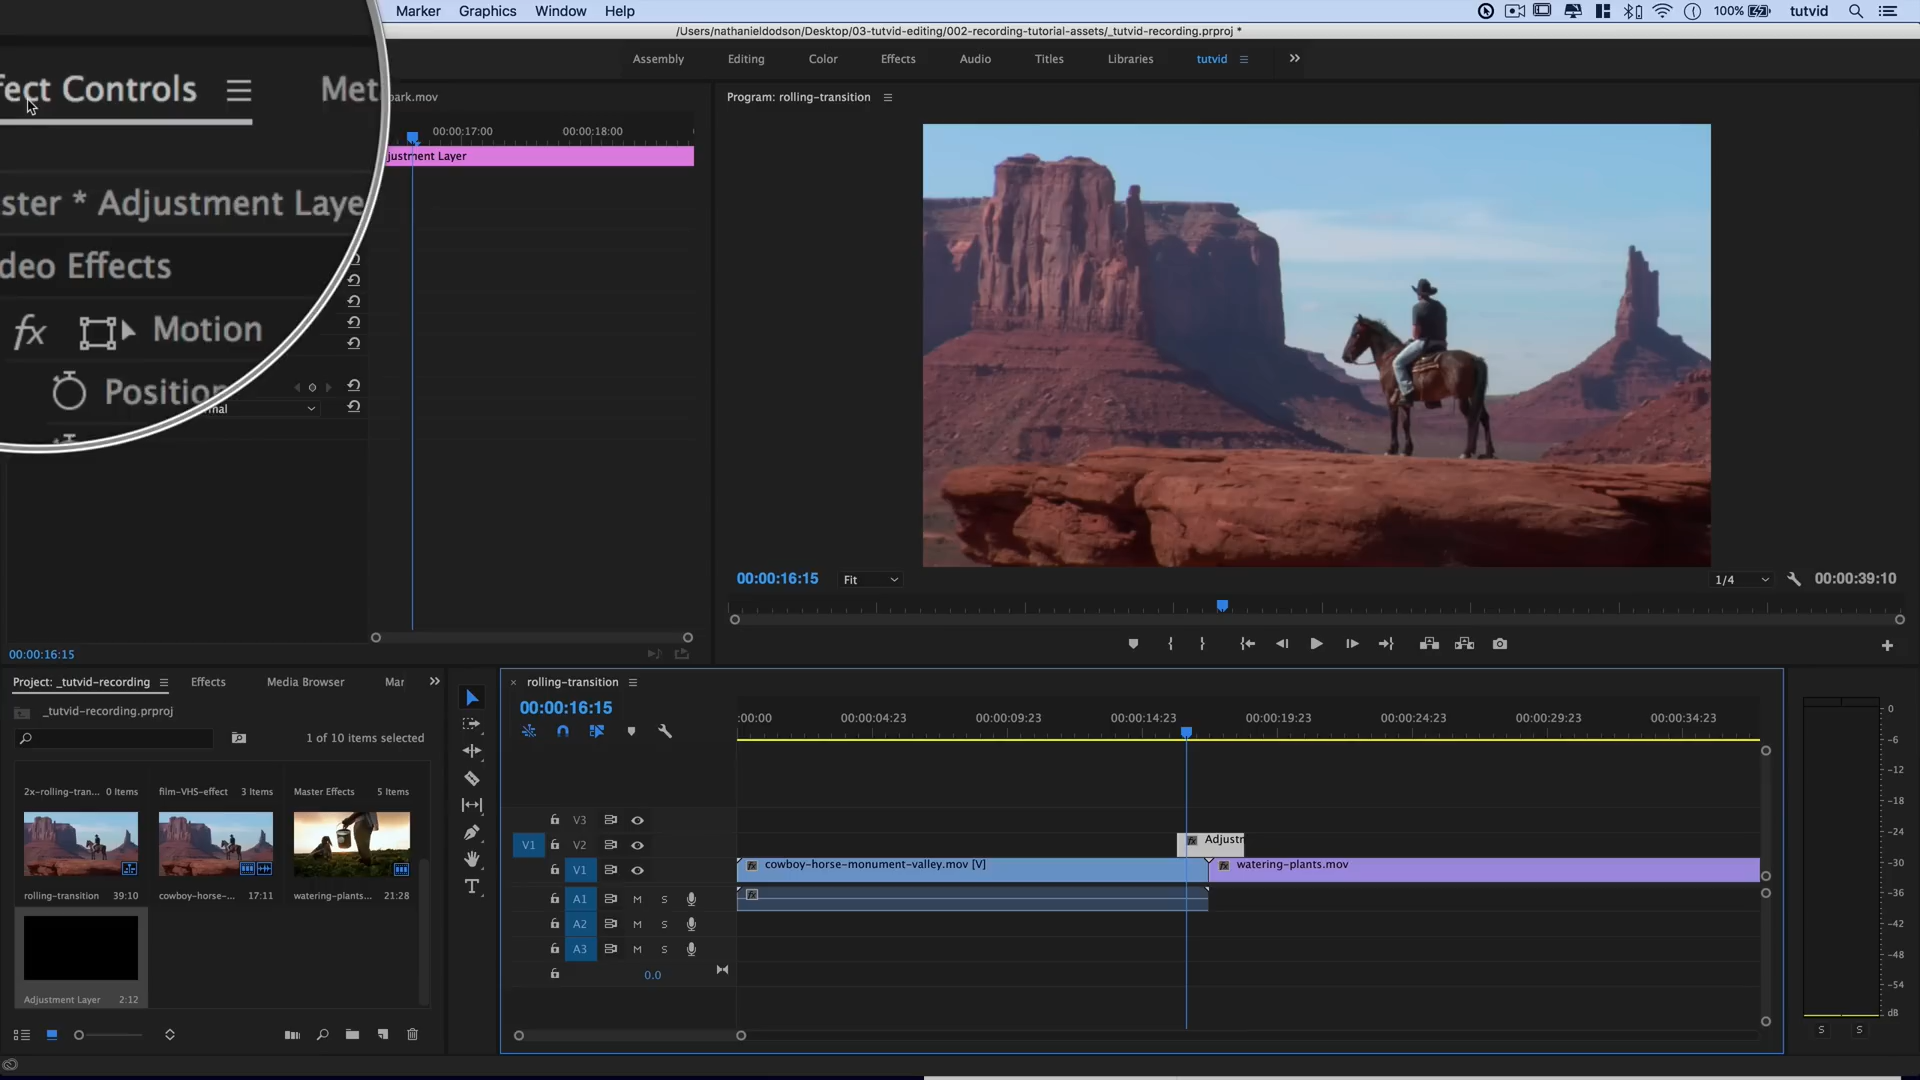 Marker Graphics Window Help 100% tutvid
/Users/nathanieldodson/Desktop/03-tutvid-editing/002-recording-tutorial-assets/_tutvid-recording.prproj *
Assembly Editing Color Effects Audio Titles Libraries tutvid
fect Controls Met ark.mov
Program: rolling-transition
00:00:17:00 00:00:18:00
justment Layer
ster * Adjustment Laye
deo Effects
fx Motion
Position
mal
00:00:16:15 Fit 1/4 00:00:39:10
00:00:16:15
Project: _tutvid-recording Effects Media Browser Mar
_tutvid-recording.prproj
1 of 10 items selected
2x-rolling-tran... 0 Items film-VHS-effect 3 Items Master Effects 5 Items
rolling-transition 39:10 cowboy-horse-... 17:11 watering-plants... 21:28
Adjustment Layer 2:12
rolling-transition
00:00:16:15
:00:00 00:00:04:23 00:00:09:23 00:00:14:23 00:00:19:23 00:00:24:23 00:00:29:23 00:00:34:23
V3
V1 V2 fx Adjustn
V1 fx cowboy-horse-monument-valley.mov [V] fx watering-plants.mov
A1 M S fx
A2 M S
A3 M S
0.0
0
-6
-12
-18
-24
-30
-36
-42
-48
-54
dB
S S